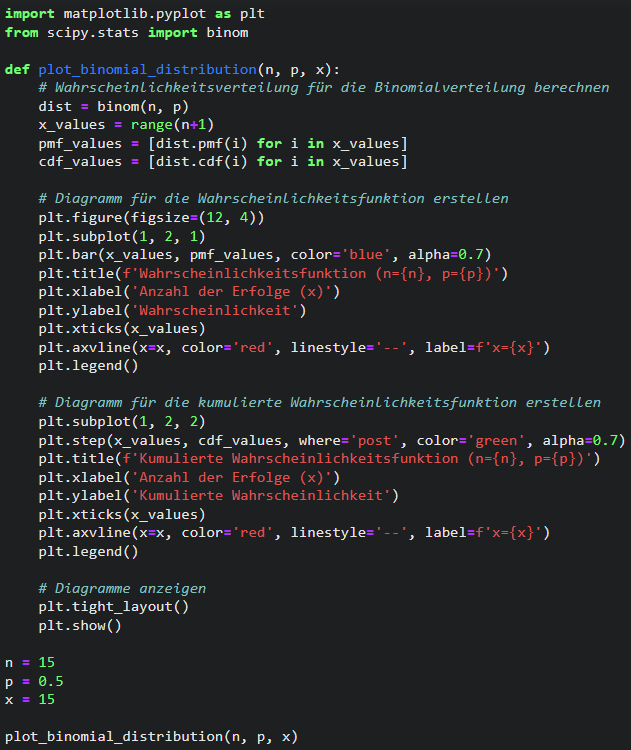 import matplotlib.pyplot as plt
from scipy.stats import binom

def plot_binomial_distribution(n, p, x):
    # Wahrscheinlichkeitsverteilung für die Binomialverteilung berechnen
    dist = binom(n, p)
    x_values = range(n+1)
    pmf_values = [dist.pmf(i) for i in x_values]
    cdf_values = [dist.cdf(i) for i in x_values]

    # Diagramm für die Wahrscheinlichkeitsfunktion erstellen
    plt.figure(figsize=(12, 4))
    plt.subplot(1, 2, 1)
    plt.bar(x_values, pmf_values, color='blue', alpha=0.7)
    plt.title(f'Wahrscheinlichkeitsfunktion (n={n}, p={p})')
    plt.xlabel('Anzahl der Erfolge (x)')
    plt.ylabel('Wahrscheinlichkeit')
    plt.xticks(x_values)
    plt.axvline(x=x, color='red', linestyle='--', label=f'x={x}')
    plt.legend()

    # Diagramm für die kumulierte Wahrscheinlichkeitsfunktion erstellen
    plt.subplot(1, 2, 2)
    plt.step(x_values, cdf_values, where='post', color='green', alpha=0.7)
    plt.title(f'Kumulierte Wahrscheinlichkeitsfunktion (n={n}, p={p})')
    plt.xlabel('Anzahl der Erfolge (x)')
    plt.ylabel('Kumulierte Wahrscheinlichkeit')
    plt.xticks(x_values)
    plt.axvline(x=x, color='red', linestyle='--', label=f'x={x}')
    plt.legend()

    # Diagramme anzeigen
    plt.tight_layout()
    plt.show()

n = 15
p = 0.5
x = 15

plot_binomial_distribution(n, p, x)